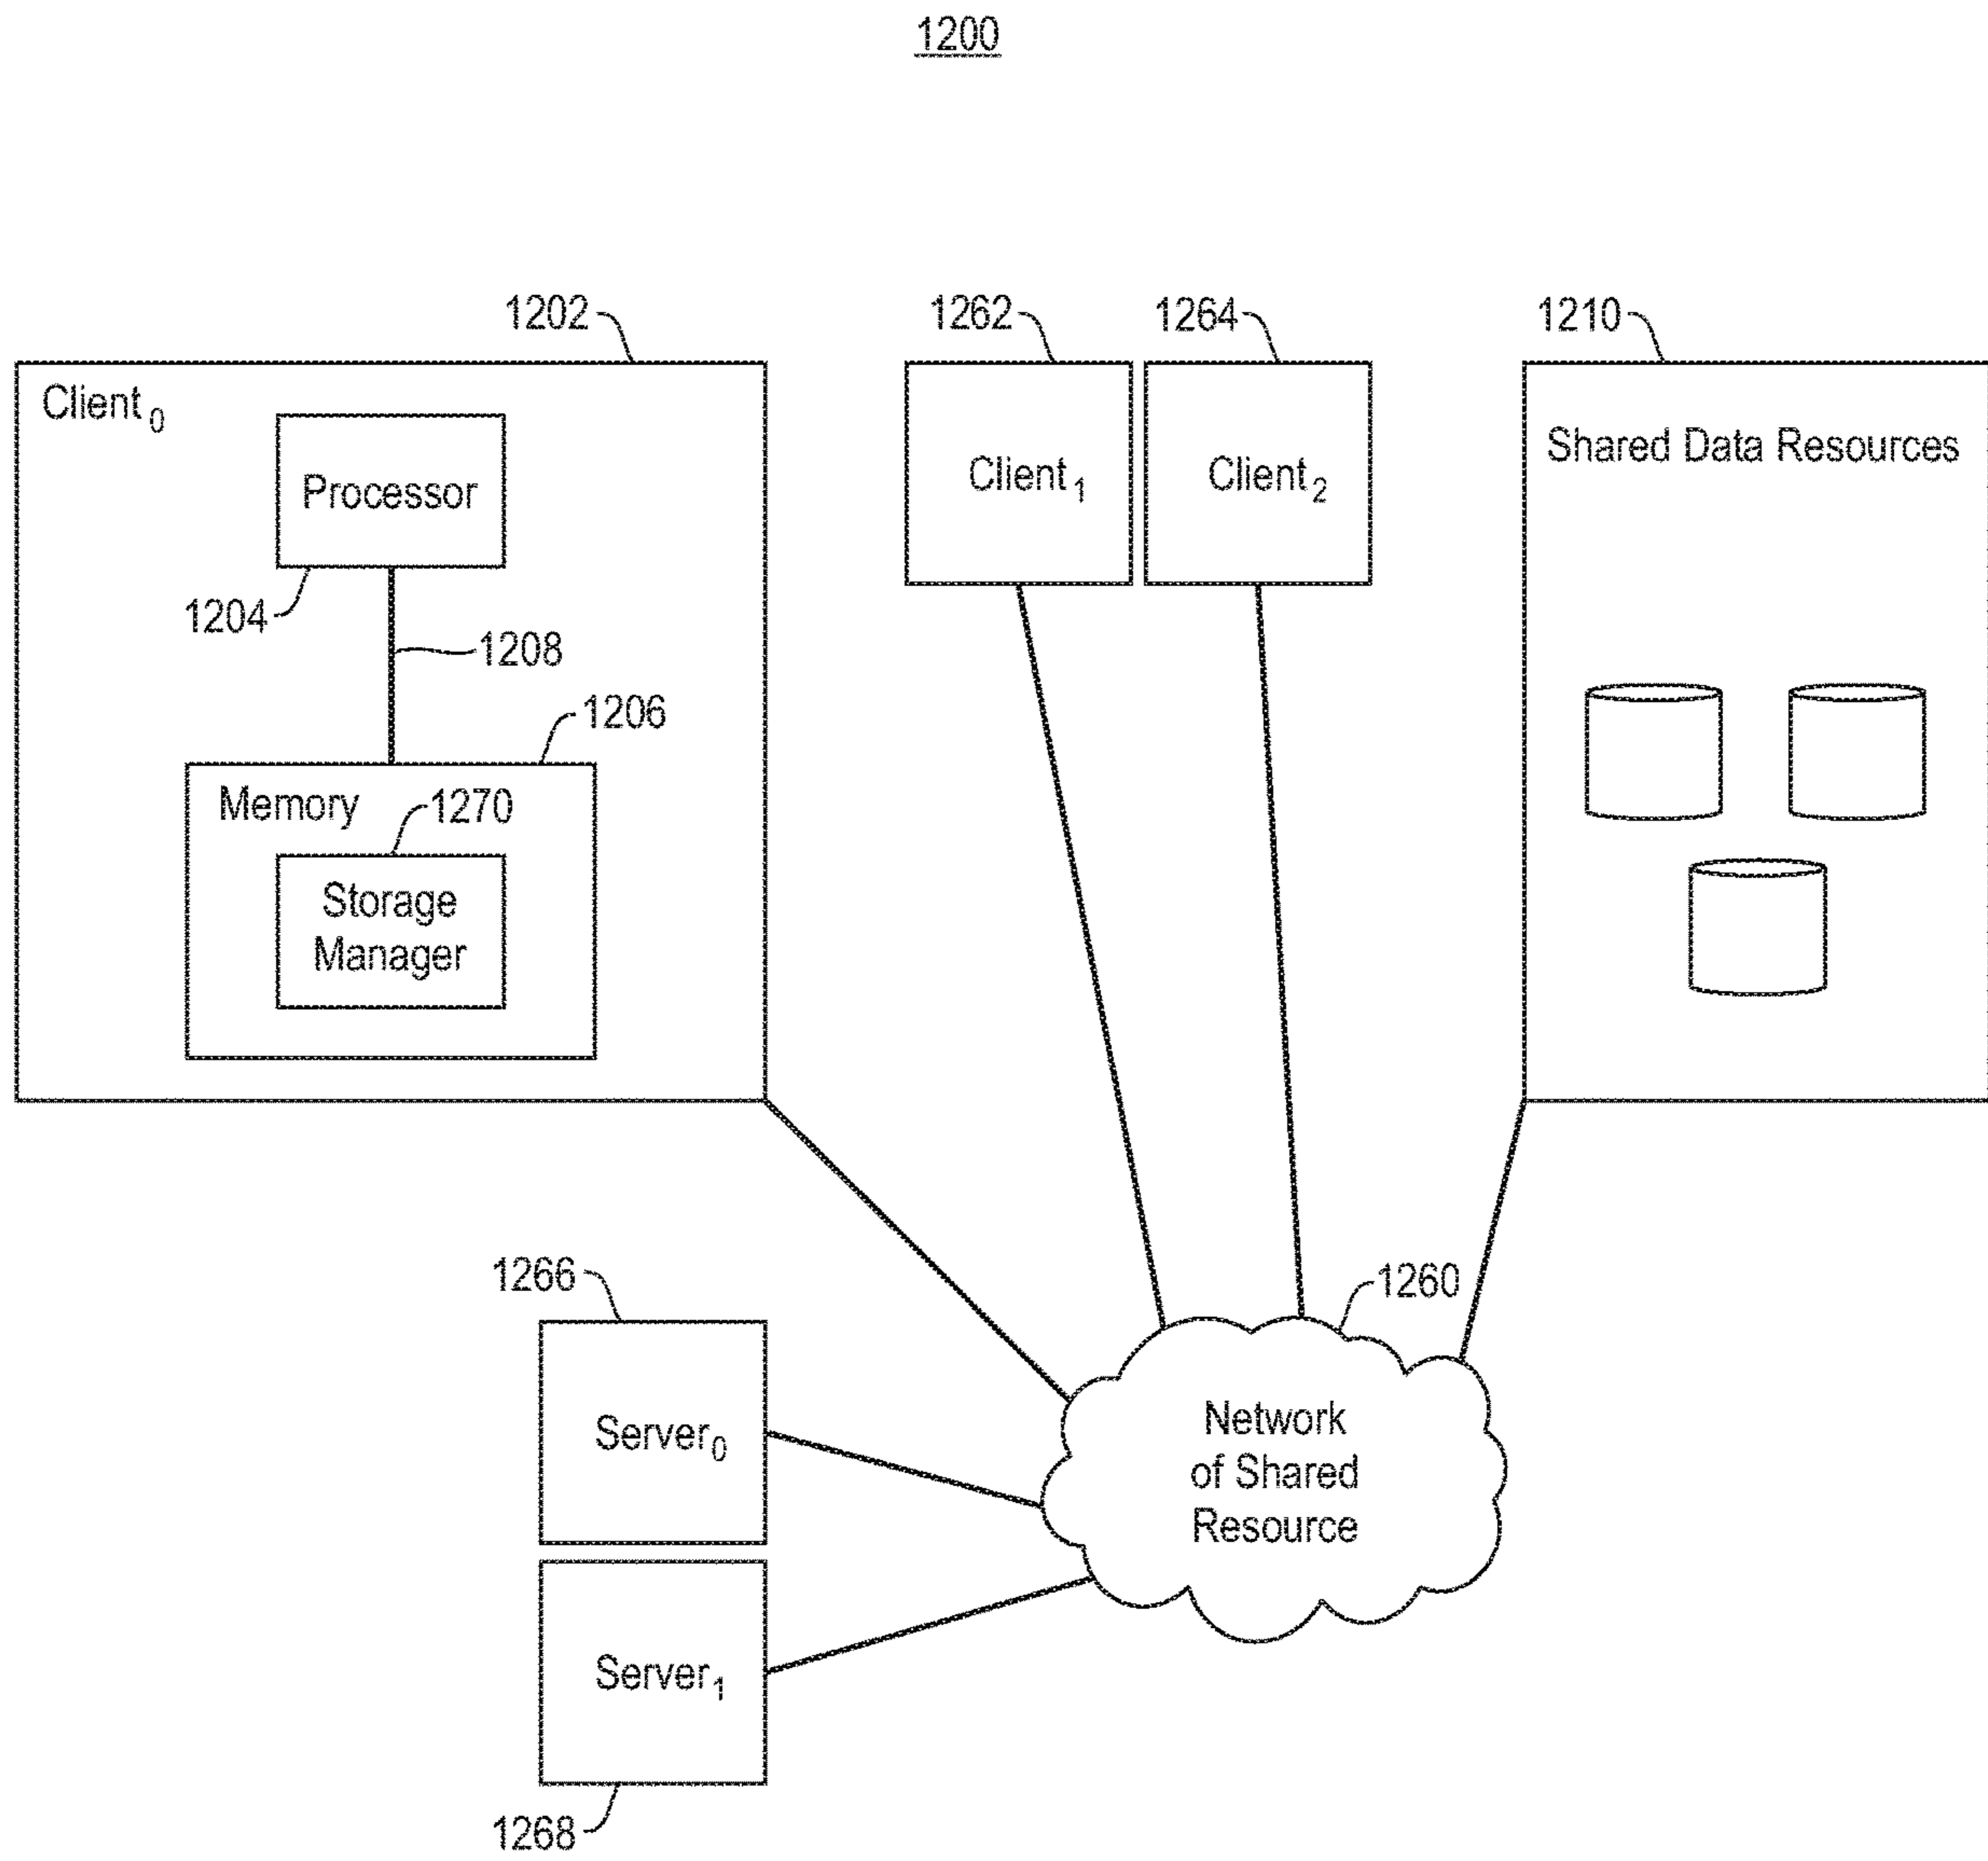 1200
1202
1262
1264
1210
Client0
Processor
Client1
Client2
Shared Data Resources
1204
1208
1206
Memory
1270
Storage
Manager
1266
1260
Server0
Network
of Shared
Resource
Server1
1268